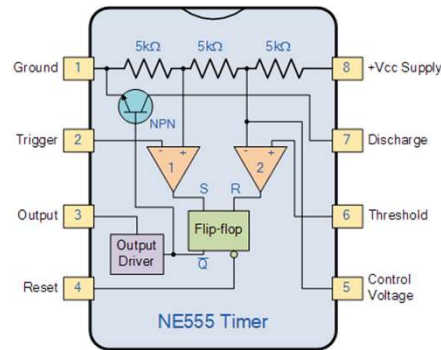 5kΩ 5kΩ 5kΩ
Ground 1 8 +Vcc Supply
NPN
Trigger 2 - + 1 - + 2 7 Discharge
S R
Output 3 6 Threshold
Flip-flop
Output
Driver
Q̅
Reset 4 5 Control
Voltage
NE555 Timer